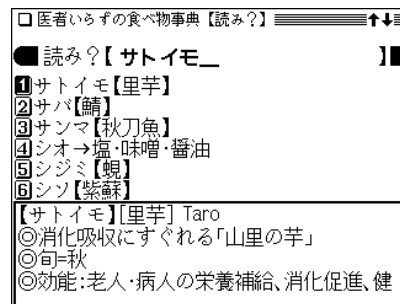 □ 医者いらずの食べ物事典【読み?】 ↑↓
読み?【 サトイモ_ 】
1 サトイモ【里芋】
2 サバ【鯖】
3 サンマ【秋刀魚】
4 シオ→塩･味噌･醤油
5 シジミ【蜆】
6 シソ【紫蘇】
【サトイモ】[里芋] Taro
◎消化吸収にすぐれる｢山里の芋｣
◎旬=秋
◎効能:老人･病人の栄養補給､消化促進､健